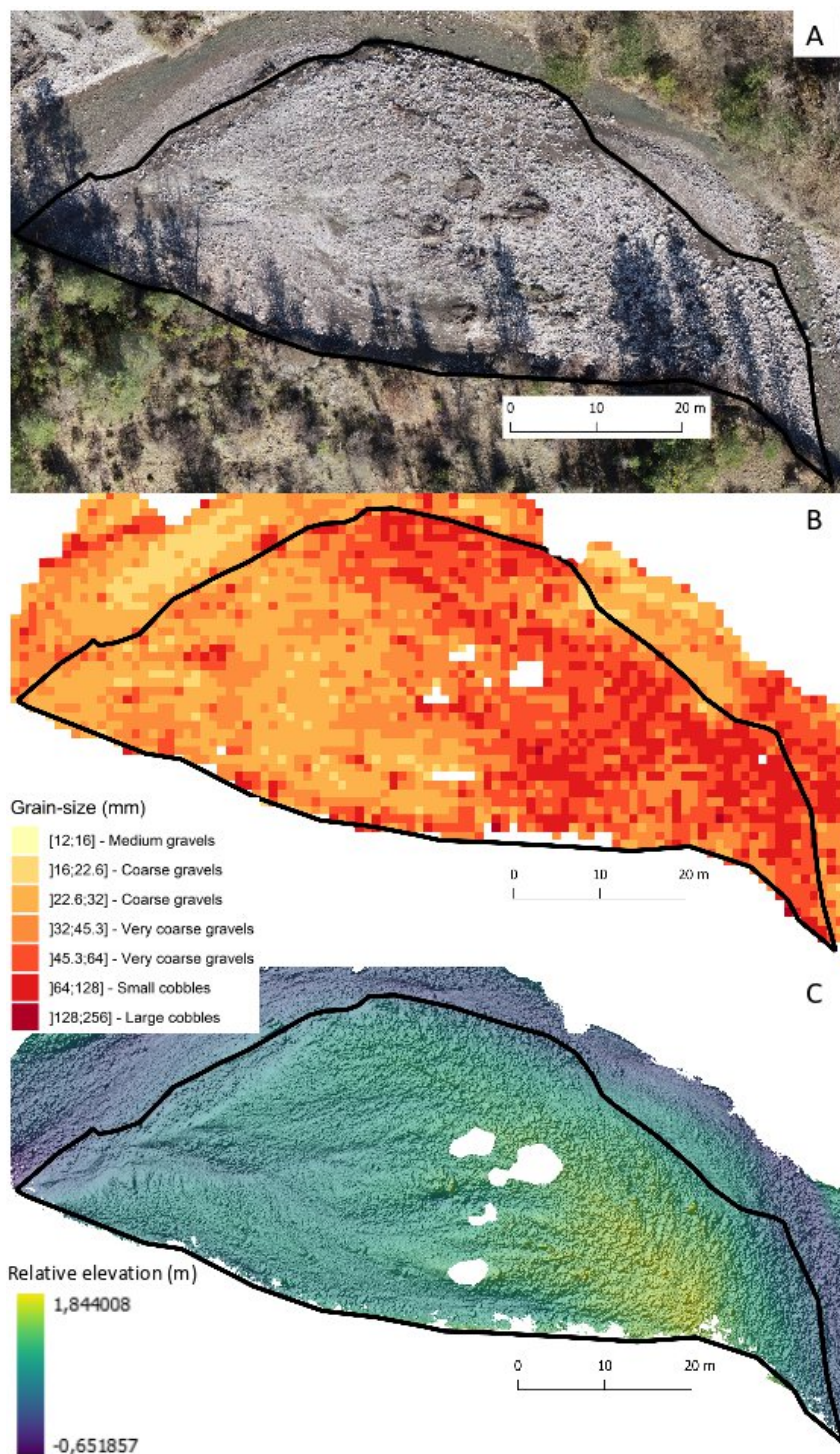 A
0 10 20 m
B
Grain-size (mm)
[12;16] - Medium gravels
]16;22.6] - Coarse gravels
]22.6;32] - Coarse gravels
]32;45.3] - Very coarse gravels
]45.3;64] - Very coarse gravels
]64;128] - Small cobbles
]128;256] - Large cobbles
0 10 20 m
C
Relative elevation (m)
1,844008
-0,651857
0 10 20 m